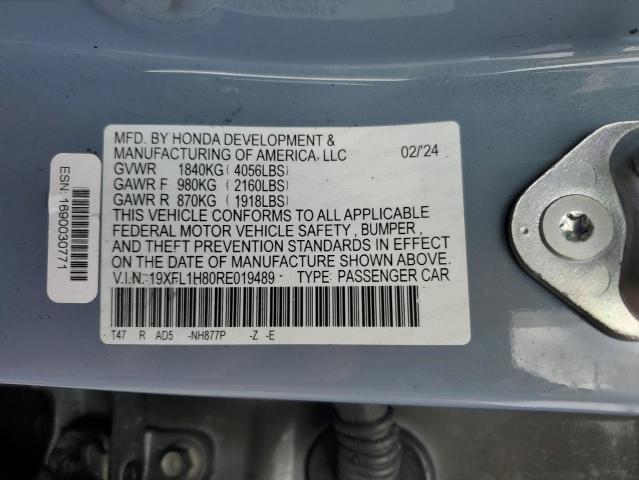 MFD. BY HONDA DEVELOPMENT &
MANUFACTURING OF AMERICA, LLC 02/'24
GVWR 1840KG ( 4056LBS)
GAWR F 980KG ( 2160LBS)
GAWR R 870KG ( 1918LBS)
THIS VEHICLE CONFORMS TO ALL APPLICABLE
FEDERAL MOTOR VEHICLE SAFETY , BUMPER ,
AND THEFT PREVENTION STANDARDS IN EFFECT
ON THE DATE OF MANUFACTURE SHOWN ABOVE.
V.I.N.: 19XFL1H80RE019489 TYPE: PASSENGER CAR
T47 R AD5 -NH877P -Z -E
ESN: 1690030771